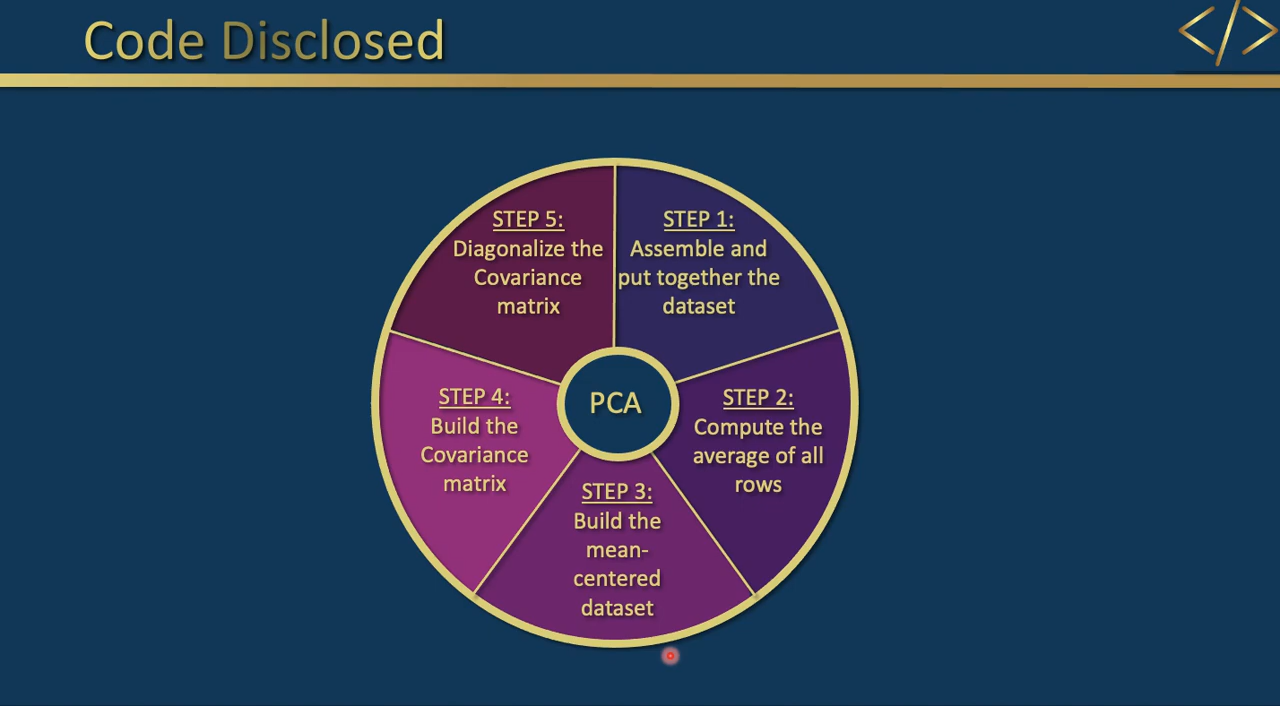 Code Disclosed
</>
STEP 1:
Assemble and
put together the
dataset
STEP 2:
Compute the
average of all
rows
STEP 3:
Build the
mean-
centered
dataset
STEP 4:
Build the
Covariance
matrix
STEP 5:
Diagonalize the
Covariance
matrix
PCA